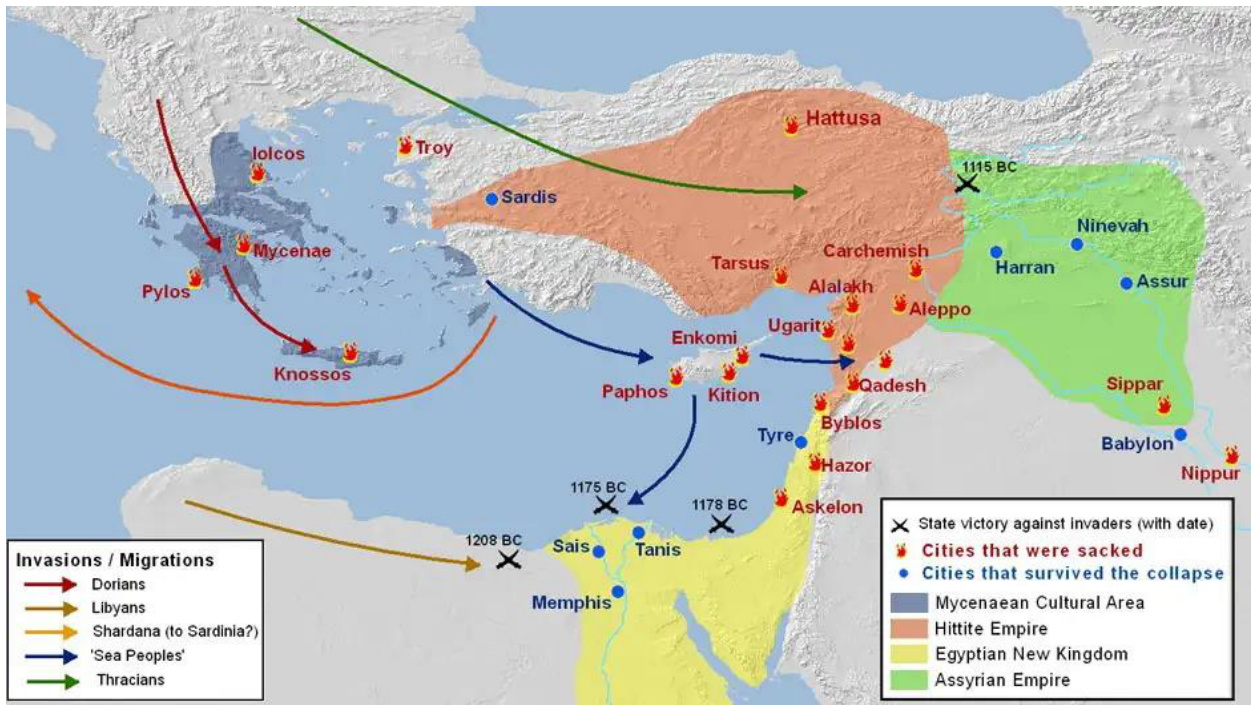 Hattusa
Iolcos
Troy
1115 BC
Sardis
Ninevah
Mycenae
Carchemish
Harran
Tarsus
Assur
Pylos
Alalakh
Aleppo
Ugarit
Enkomi
Knossos
Paphos
Kition
Qadesh
Sippar
Byblos
Tyre
Babylon
Hazor
Nippur
1175 BC
1178 BC
Askelon
1208 BC
Sais
Tanis
Memphis
Invasions / Migrations
Dorians
Libyans
Shardana (to Sardinia?)
'Sea Peoples'
Thracians
State victory against invaders (with date)
Cities that were sacked
Cities that survived the collapse
Mycenaean Cultural Area
Hittite Empire
Egyptian New Kingdom
Assyrian Empire